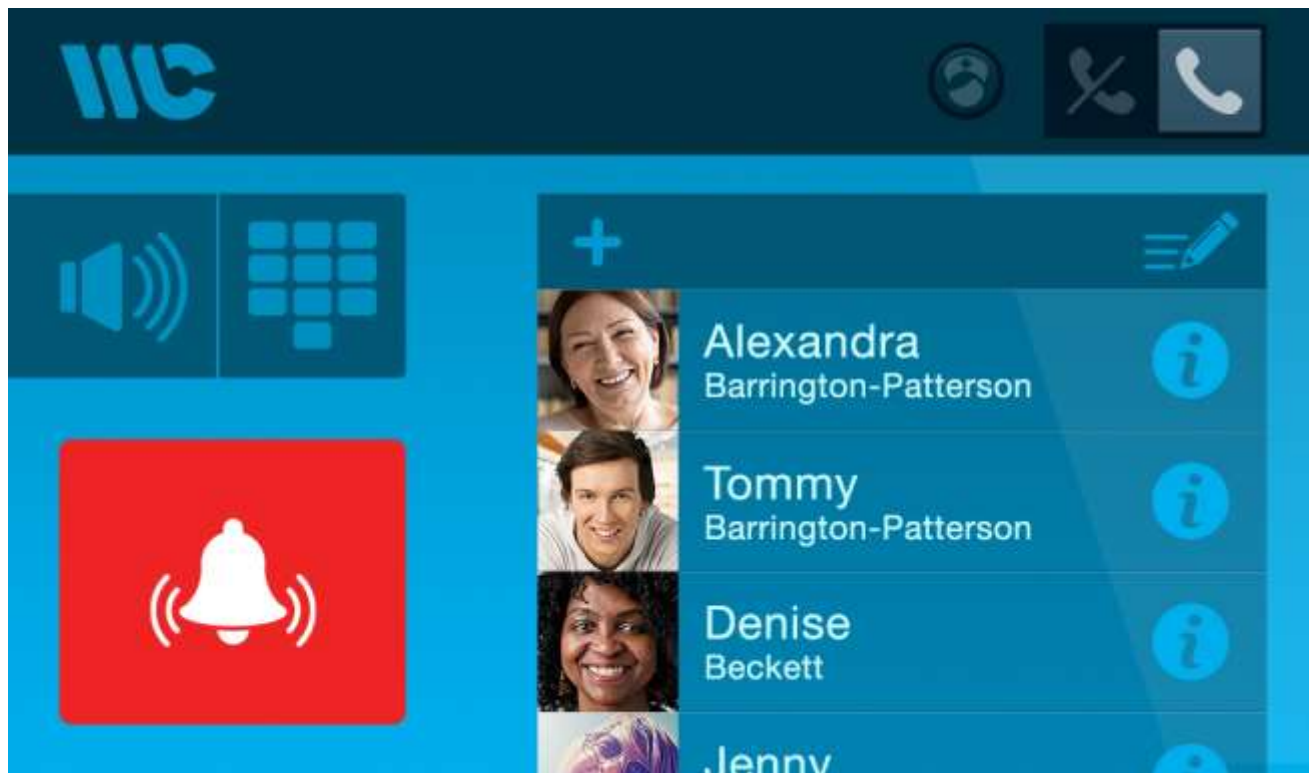 WC
Alexandra
Barrington-Patterson
Tommy
Barrington-Patterson
Denise
Beckett
Jenny